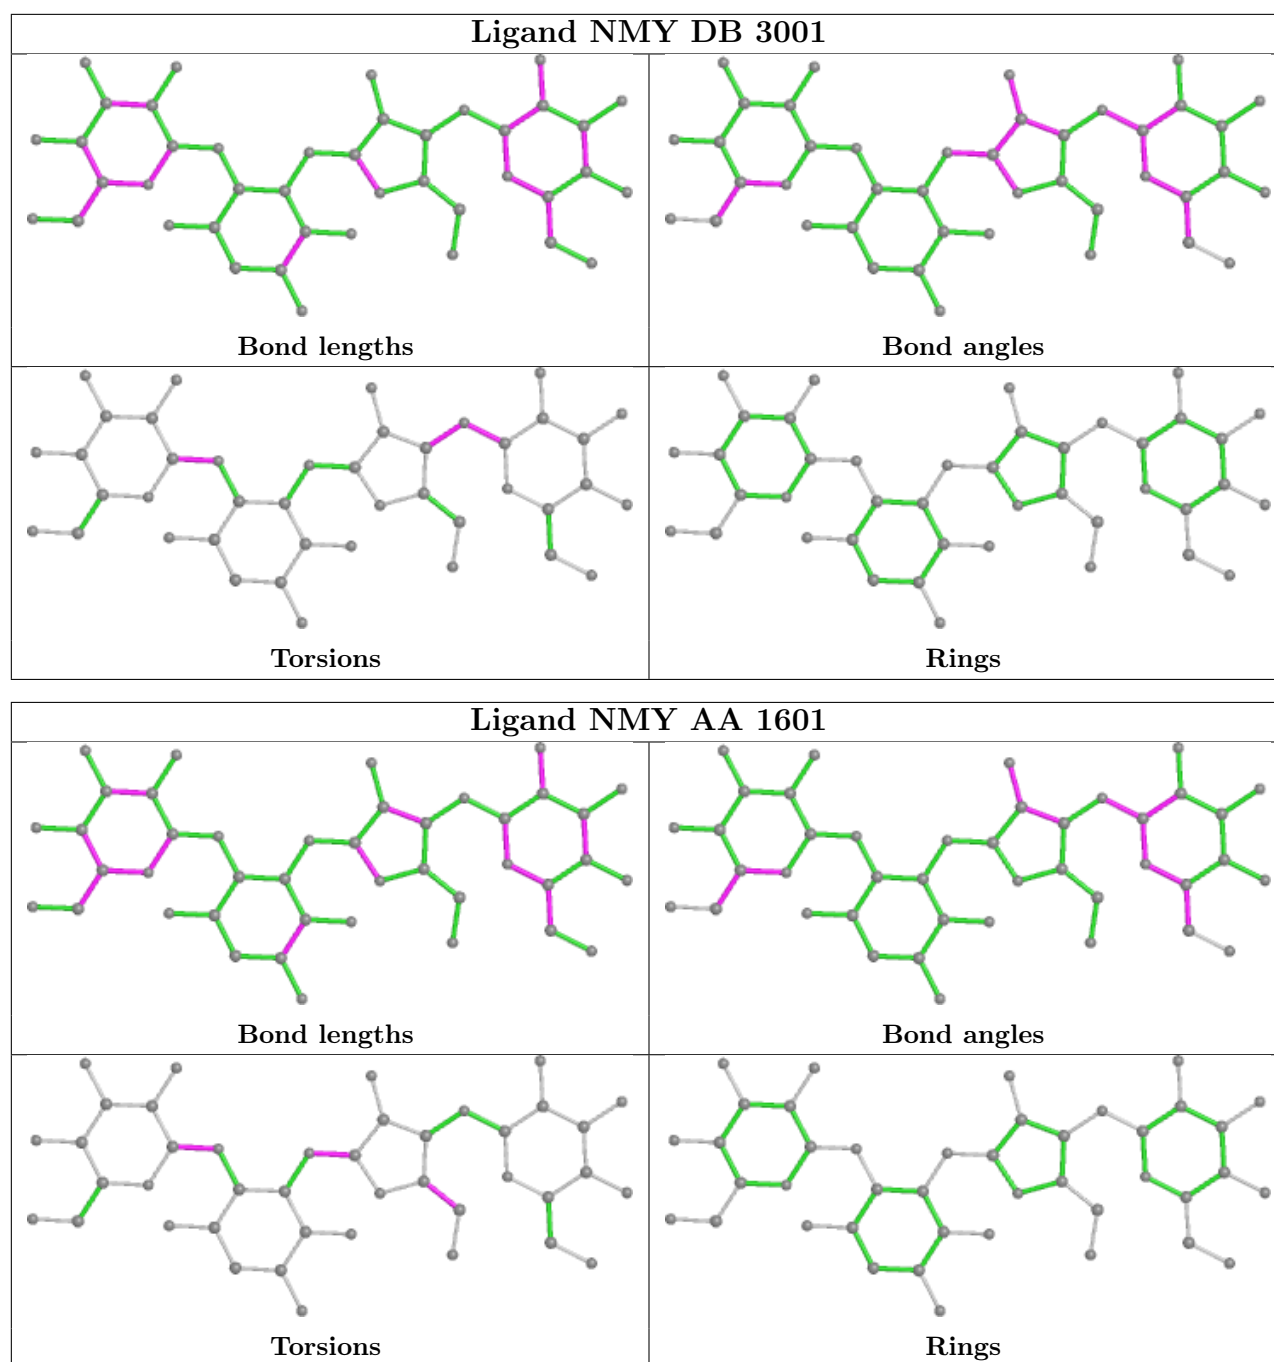 Ligand NMY DB 3001
Bond lengths
Bond angles
Torsions
Rings
Ligand NMY AA 1601
Bond lengths
Bond angles
Torsions
Rings